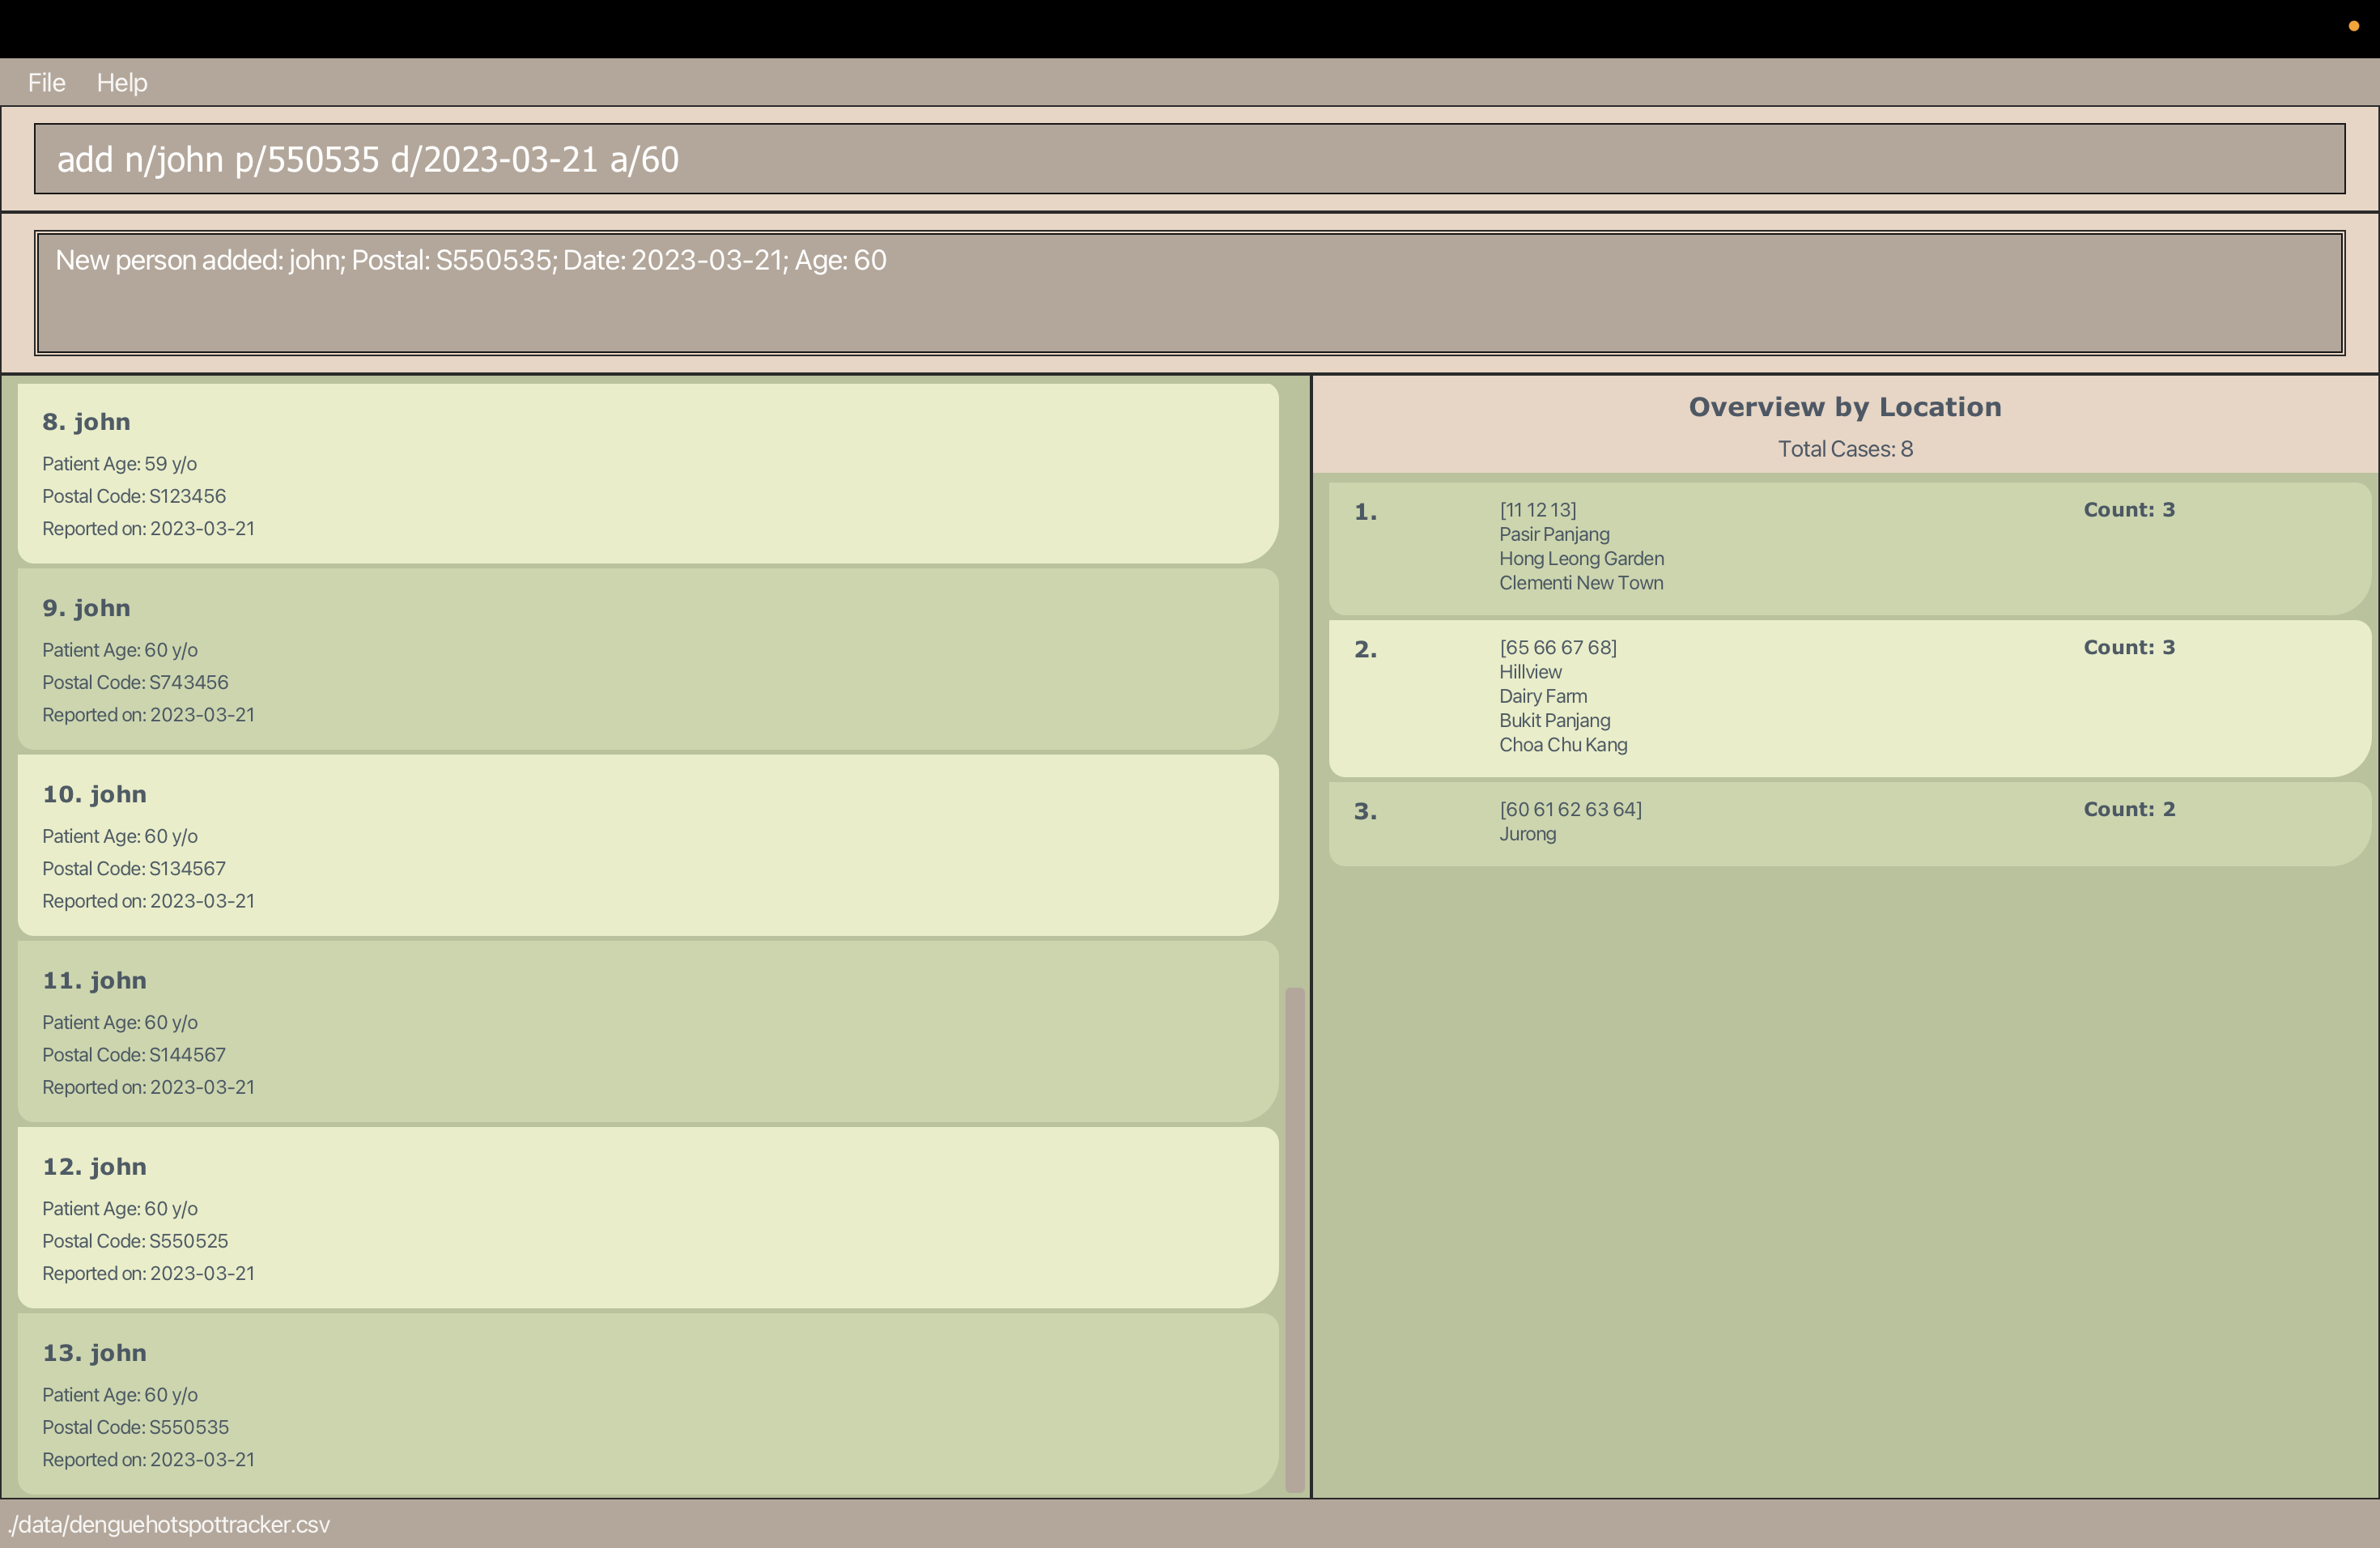 File Help
add n/john p/550535 d/2023-03-21 a/60
New person added: john; Postal: S550535; Date: 2023-03-21; Age: 60
8. john
Patient Age: 59 y/o
Postal Code: S123456
Reported on: 2023-03-21
9. john
Patient Age: 60 y/o
Postal Code: S743456
Reported on: 2023-03-21
10. john
Patient Age: 60 y/o
Postal Code: S134567
Reported on: 2023-03-21
11. john
Patient Age: 60 y/o
Postal Code: S144567
Reported on: 2023-03-21
12. john
Patient Age: 60 y/o
Postal Code: S550525
Reported on: 2023-03-21
13. john
Patient Age: 60 y/o
Postal Code: S550535
Reported on: 2023-03-21
Overview by Location
Total Cases: 8
1. [11 12 13] Count: 3
Pasir Panjang
Hong Leong Garden
Clementi New Town
2. [65 66 67 68] Count: 3
Hillview
Dairy Farm
Bukit Panjang
Choa Chu Kang
3. [60 61 62 63 64] Count: 2
Jurong
./data/denguehotspottracker.csv